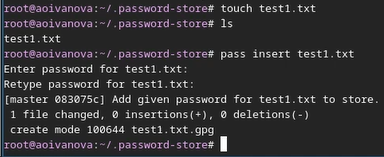 root@aoivanova:~/.password-store# touch test1.txt
root@aoivanova:~/.password-store# ls
test1.txt
root@aoivanova:~/.password-store# pass insert test1.txt
Enter password for test1.txt:
Retype password for test1.txt:
[master 083075c] Add given password for test1.txt to store.
1 file changed, 0 insertions(+), 0 deletions(-)
create mode 100644 test1.txt.gpg
root@aoivanova:~/.password-store#